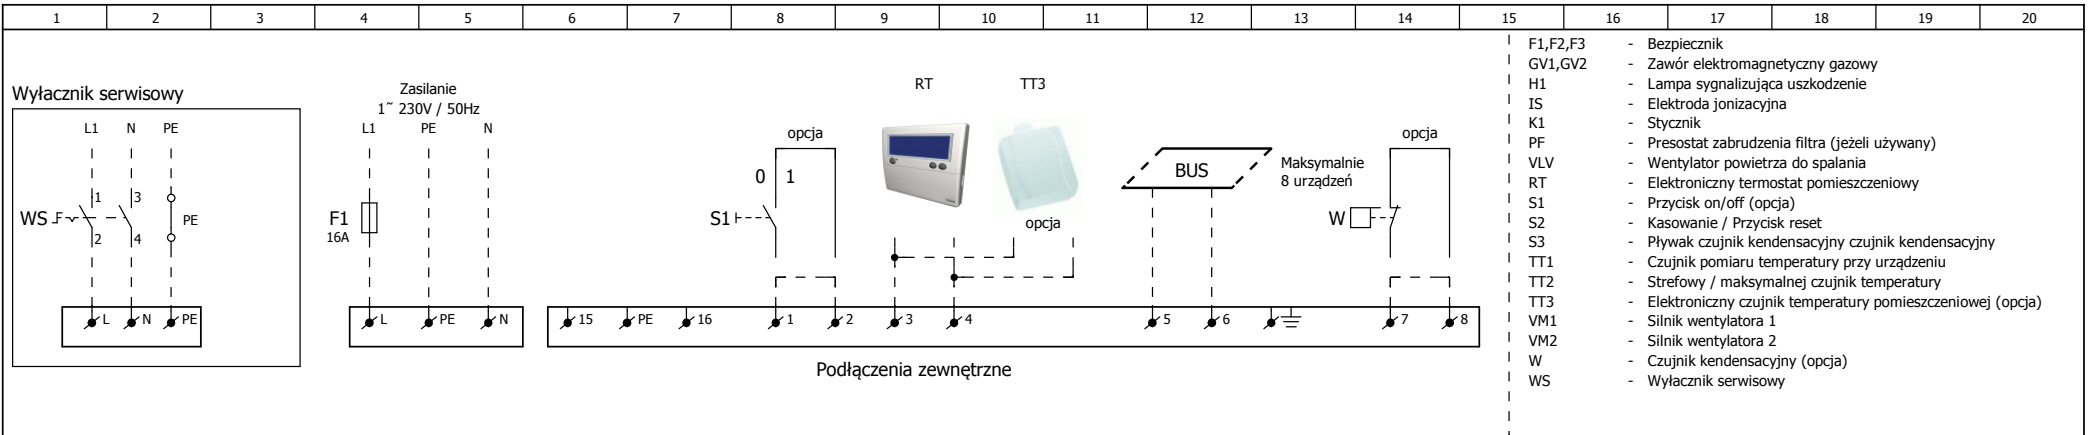 1 2 3 4 5 6 7 8 9 10 11 12 13 14 15 16 17 18 19 20
Wyłacznik serwisowy
L1 N PE
WS
1 3
2 4
PE
L N PE
Zasilanie
1~ 230V / 50Hz
L1 PE N
F1
16A
L PE N
opcja
0 1
S1
RT
TT3
opcja
BUS
Maksymalnie
8 urządzeń
opcja
W
15 PE 16 1 2 3 4 5 6 7 8
Podłączenia zewnętrzne
F1,F2,F3 - Bezpiecznik
GV1,GV2 - Zawór elektromagnetyczny gazowy
H1 - Lampa sygnalizująca uszkodzenie
IS - Elektroda jonizacyjna
K1 - Stycznik
PF - Presostat zabrudzenia filtra (jeżeli używany)
VLV - Wentylator powietrza do spalania
RT - Elektroniczny termostat pomieszczeniowy
S1 - Przycisk on/off (opcja)
S2 - Kasowanie / Przycisk reset
S3 - Pływak czujnik kendensacyjny czujnik kendensacyjny
TT1 - Czujnik pomiaru temperatury przy urządzeniu
TT2 - Strefowy / maksymalnej czujnik temperatury
TT3 - Elektroniczny czujnik temperatury pomieszczeniowej (opcja)
VM1 - Silnik wentylatora 1
VM2 - Silnik wentylatora 2
W - Czujnik kendensacyjny (opcja)
WS - Wyłacznik serwisowy